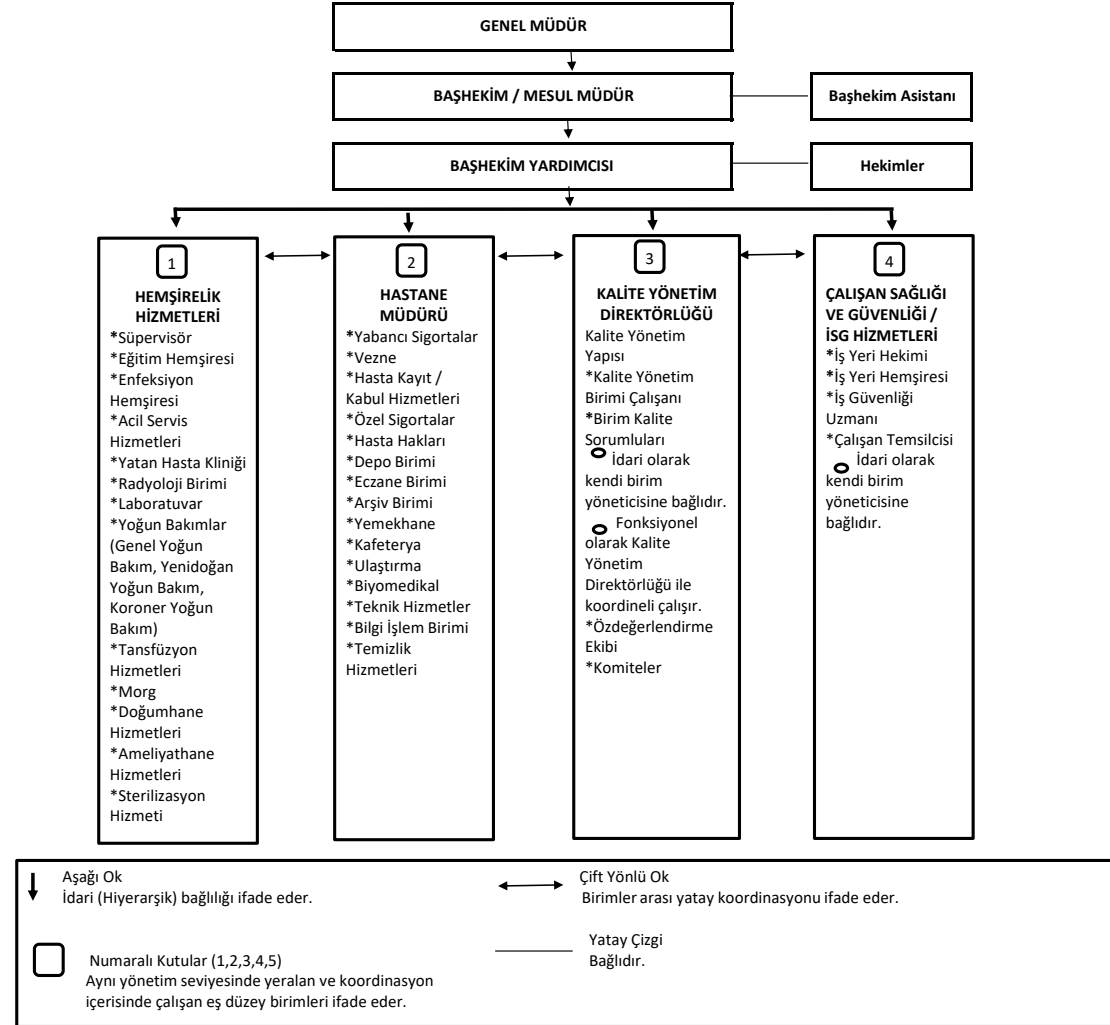 GENEL MÜDÜR
BAŞHEKİM / MESUL MÜDÜR
Başhekim Asistanı
BAŞHEKİM YARDIMCISI
Hekimler
1
HEMŞİRELİK
HİZMETLERİ
*Süpervisör
*Eğitim Hemşiresi
*Enfeksiyon
Hemşiresi
*Acil Servis
Hizmetleri
*Yatan Hasta Kliniği
*Radyoloji Birimi
*Laboratuvar
*Yoğun Bakımlar
(Genel Yoğun
Bakım, Yenidoğan
Yoğun Bakım,
Koroner Yoğun
Bakım)
*Tansfüzyon
Hizmetleri
*Morg
*Doğumhane
Hizmetleri
*Ameliyathane
Hizmetleri
*Sterilizasyon
Hizmeti
2
HASTANE
MÜDÜRÜ
*Yabancı Sigortalar
*Vezne
*Hasta Kayıt /
Kabul Hizmetleri
*Özel Sigortalar
*Hasta Hakları
*Depo Birimi
*Eczane Birimi
*Arşiv Birimi
*Yemekhane
*Kafeterya
*Ulaştırma
*Biyomedikal
*Teknik Hizmetler
*Bilgi İşlem Birimi
*Temizlik
Hizmetleri
3
KALİTE YÖNETİM
DİREKTÖRLÜĞÜ
Kalite Yönetim
Yapısı
*Kalite Yönetim
Birimi Çalışanı
*Birim Kalite
Sorumluları
İdari olarak
kendi birim
yöneticisine bağlıdır.
Fonksiyonel
olarak Kalite
Yönetim
Direktörlüğü ile
koordineli çalışır.
*Özdeğerlendirme
Ekibi
*Komiteler
4
ÇALIŞAN SAĞLIĞI
VE GÜVENLİĞİ /
İSG HİZMETLERİ
*İş Yeri Hekimi
*İş Yeri Hemşiresi
*İş Güvenliği
Uzmanı
*Çalışan Temsilcisi
İdari olarak
kendi birim
yöneticisine
bağlıdır.
Aşağı Ok
İdari (Hiyerarşik) bağlılığı ifade eder.
Çift Yönlü Ok
Birimler arası yatay koordinasyonu ifade eder.
Numaralı Kutular (1,2,3,4,5)
Aynı yönetim seviyesinde yeralan ve koordinasyon
içerisinde çalışan eş düzey birimleri ifade eder.
Yatay Çizgi
Bağlıdır.